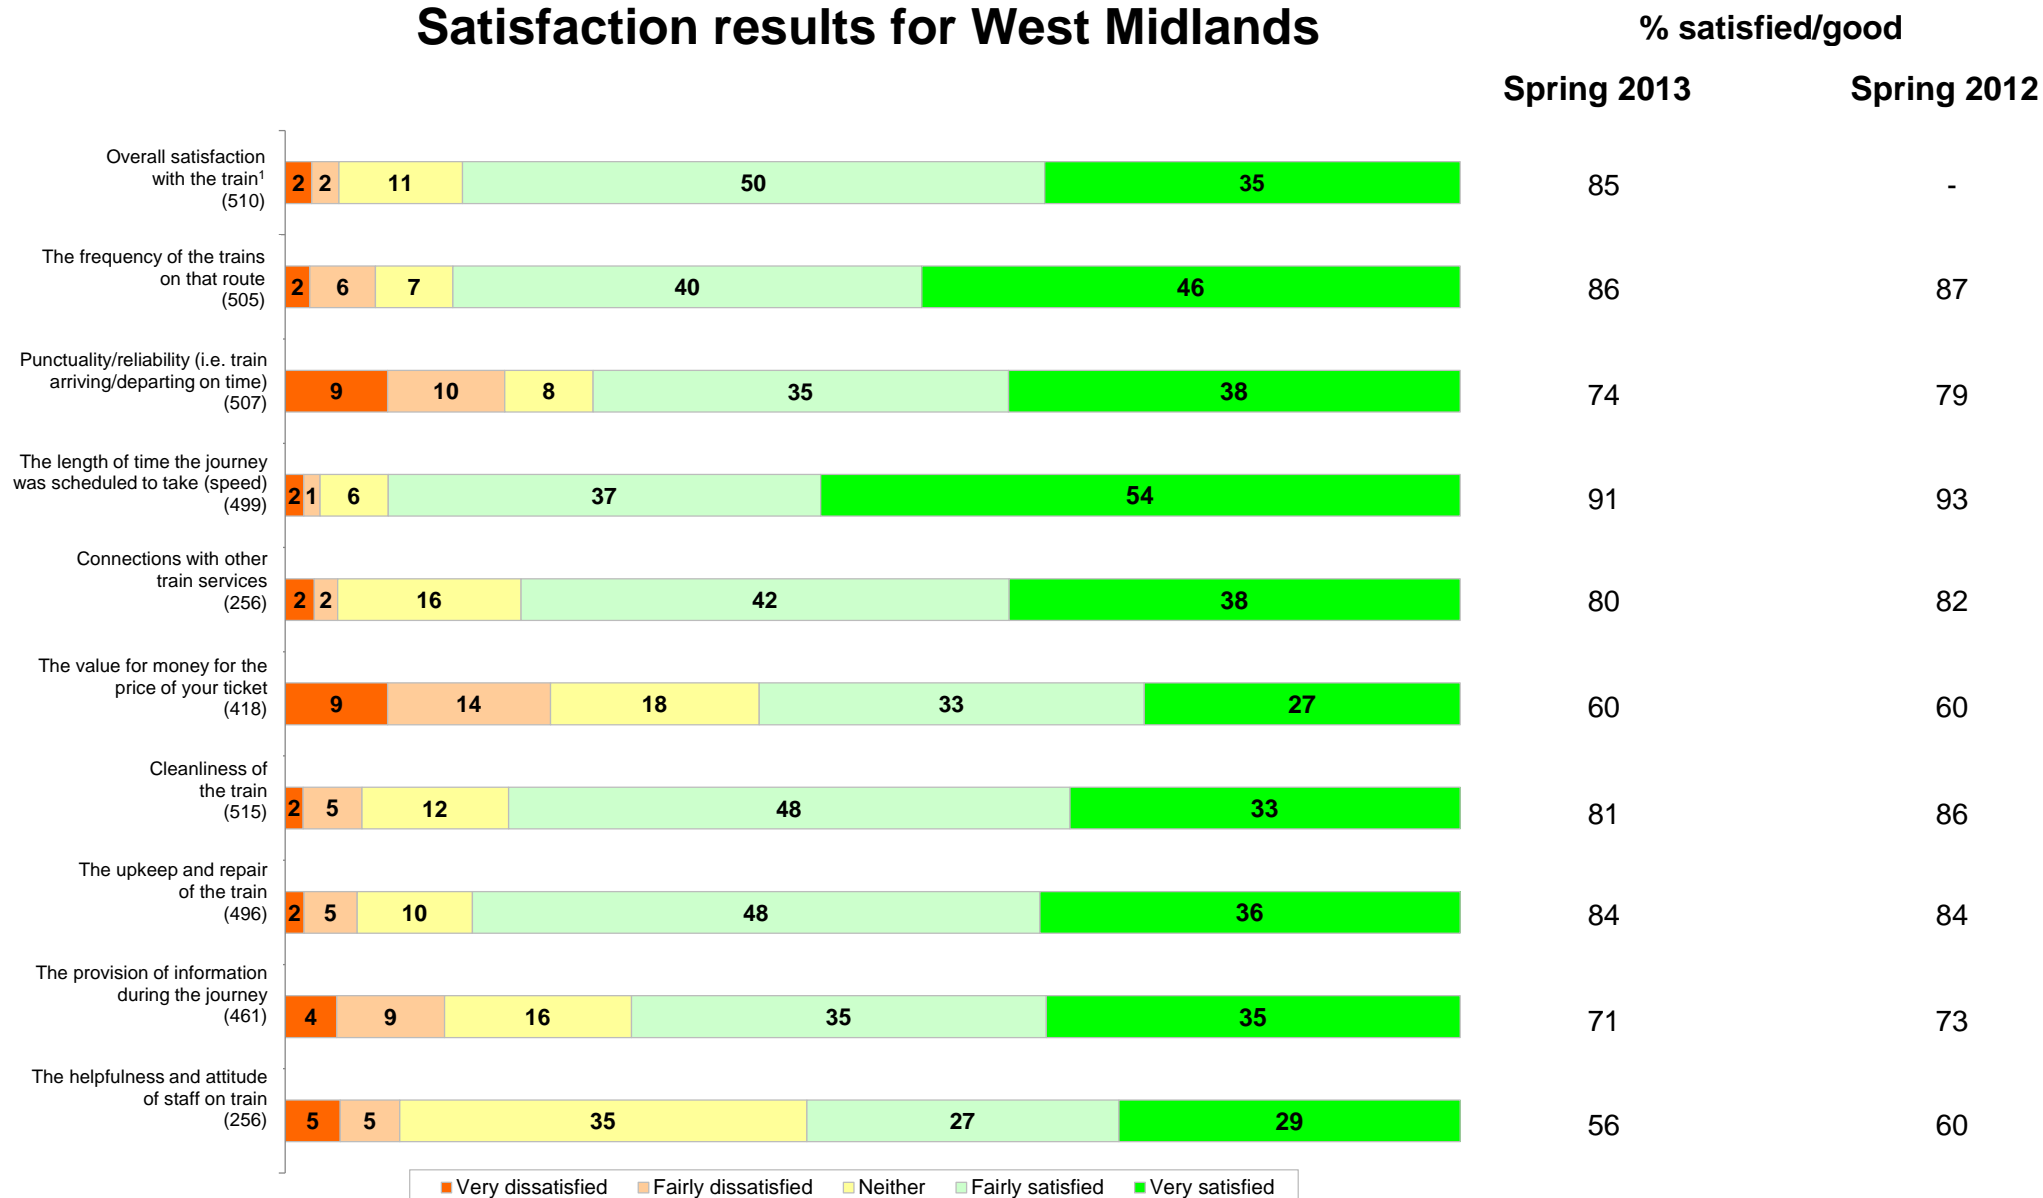 Satisfaction results for West Midlands
% satisfied/good
Spring 2013 Spring 2012
Overall satisfaction
with the train¹
(510)
2 2 11 50 35 85 -
The frequency of the trains
on that route
(505)
2 6 7 40 46 86 87
Punctuality/reliability (i.e. train
arriving/departing on time)
(507)
9 10 8 35 38 74 79
The length of time the journey
was scheduled to take (speed)
(499)
2 1 6 37 54 91 93
Connections with other
train services
(256)
2 2 16 42 38 80 82
The value for money for the
price of your ticket
(418)
9 14 18 33 27 60 60
Cleanliness of
the train
(515)
2 5 12 48 33 81 86
The upkeep and repair
of the train
(496)
2 5 10 48 36 84 84
The provision of information
during the journey
(461)
4 9 16 35 35 71 73
The helpfulness and attitude
of staff on train
(256)
5 5 35 27 29 56 60
Very dissatisfied Fairly dissatisfied Neither Fairly satisfied Very satisfied